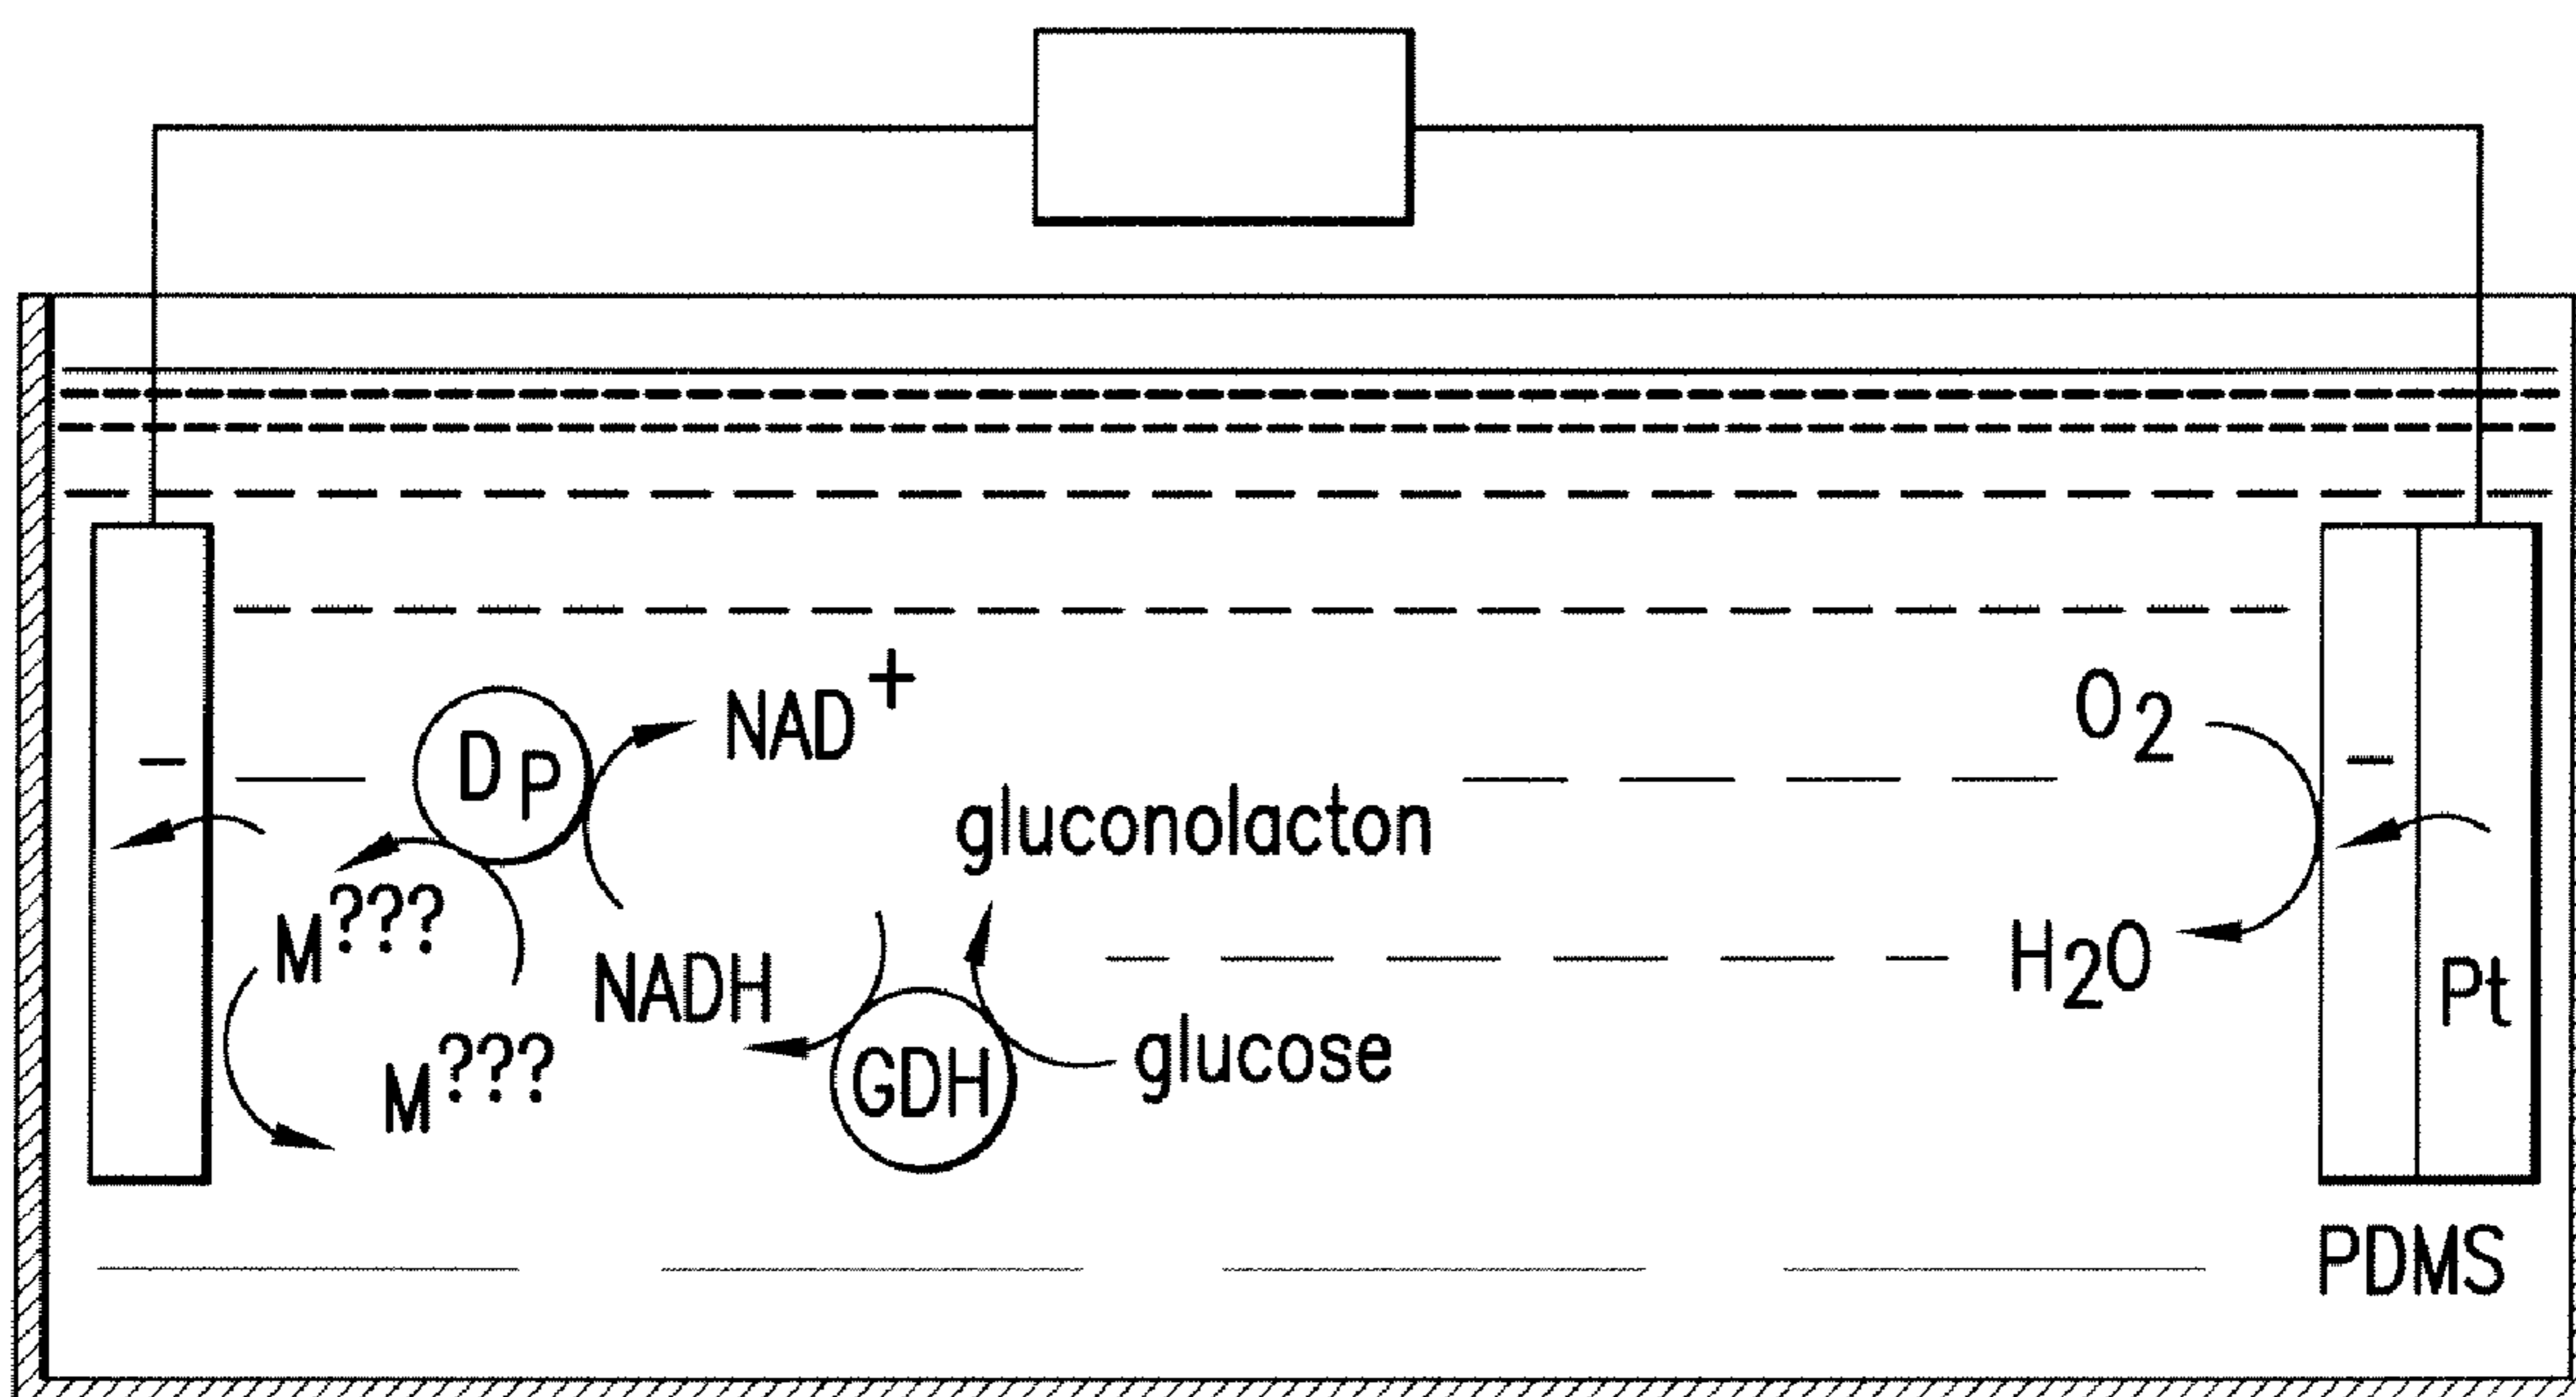 NAD+
O2
DP
gluconolacton
M???
NADH
H2O
Pt
M???
GDH
glucose
PDMS